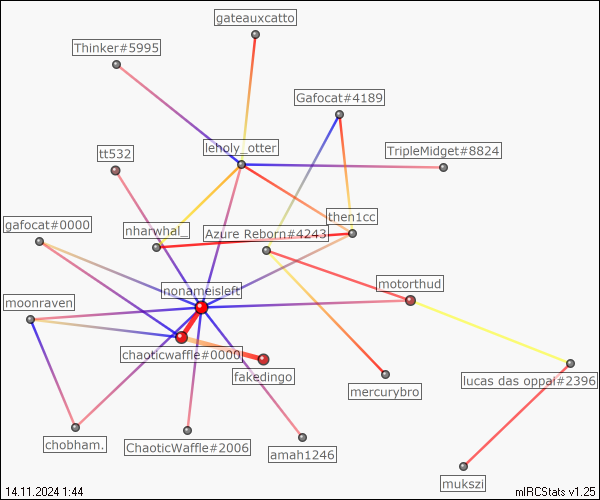 gateauxcatto
Thinker#5995
Gafocat#4189
leholy_otter
TripleMidget#8824
tt532
then1cc
gafocat#0000
nharwhal_
Azure Reborn#4243
nonameisleft
motorthud
moonraven
chaoticwaffle#0000
fakedingo
lucas das oppai#2396
mercurybro
chobham.
ChaoticWaffle#2006
amah1246
mukszi
14.11.2024 1:44
mIRCStats v1.25